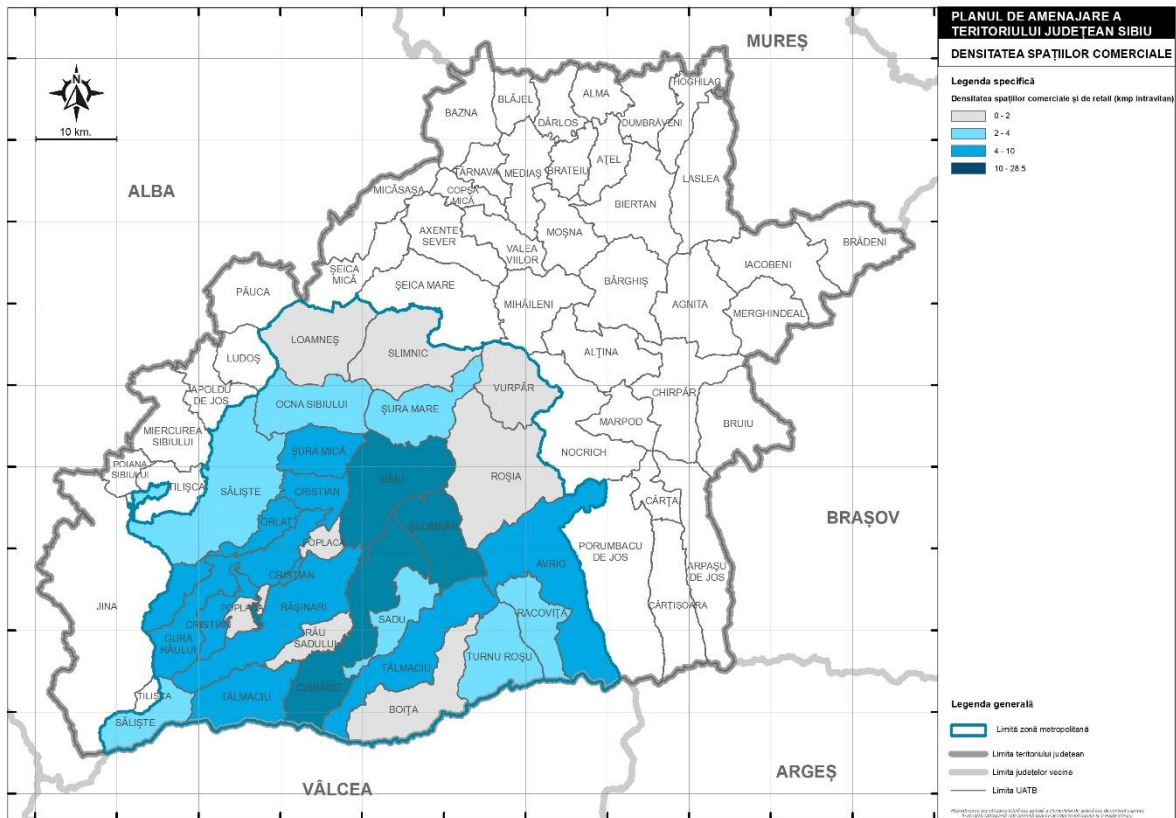 PLANUL DE AMENAJARE A
TERITORIULUI JUDEȚEAN SIBIU
DENSITATEA SPAȚIILOR COMERCIALE
Legenda specifică
Densitatea spațiilor comerciale și de retail (kmp intravilan)
0 - 2
2 - 4
4 - 10
10 - 28.5
N
10 km.
MUREȘ
ALBA
BRAȘOV
ARGEȘ
VÂLCEA
HOGHILAG
BAZNA
BLĂJEL
ALMA
DÂRLOS
DUMBRĂVENI
TÂRNAVA
MEDIAȘ
BRATEIU
AȚEL
LASLEA
MICĂSASA
COPȘA
MICĂ
BIERTAN
AXENTE
SEVER
MOȘNA
VALEA
VIILOR
BRĂDENI
IACOBENI
ȘEICA
MICĂ
ȘEICA MARE
BÂRGHIȘ
PĂUCA
MIHĂILENI
AGNITA
MERGHINDEAL
LOAMNEȘ
SLIMNIC
ALȚINA
LUDOȘ
VURPĂR
APOLDU
DE JOS
CHIRPĂR
OCNA SIBIULUI
ȘURA MARE
MARPOD
BRUIU
MIERCUREA
SIBIULUI
ȘURA MICĂ
NOCRICH
POIANA
SIBIULUI
TILIȘCA
SĂLIȘTE
CRISTIAN
SIBIU
ROȘIA
CÂRȚA
ORLAT
ȘELIMBĂR
POPLACA
PORUMBACU
DE JOS
AVRIG
ARPAȘU
DE JOS
CRISTIAN
JINA
POPLACA
RĂȘINARI
CÂRȚIȘOARA
RACOVIȚĂ
CRISTIAN
SADU
GURA
RÂULUI
RÂU
SADULUI
TURNU ROȘU
TĂLMACIU
CISNĂDIE
TILIȘCA
TĂLMACIU
BOIȚA
SĂLIȘTE
Legenda generală
Limită zonă metropolitană
Limita teritoriului județean
Limita județelor vecine
Limita UATB